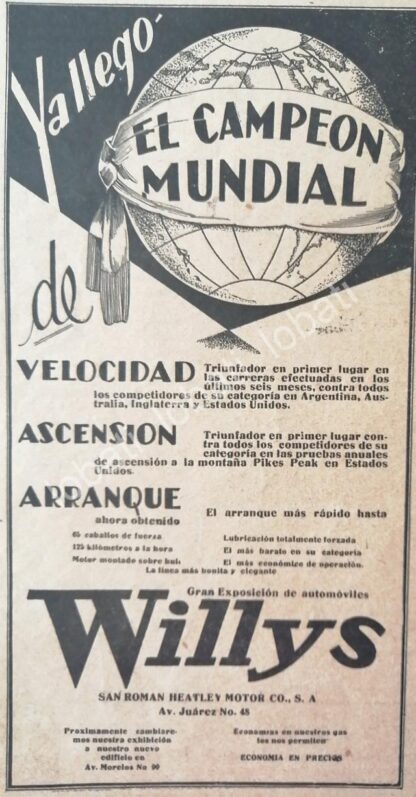 Ya llego-
EL CAMPEON
MUNDIAL
de
VELOCIDAD
Triunfador en primer lugar en
las carreras efectuadas en los
últimos seis meses, contra todos
los competidores de su categoría en Argentina, Aus-
tralia, Inglaterra y Estados Unidos.
ASCENSION
Triunfador en primer lugar con-
tra todos los competidores de su
categoría en las pruebas anuales
de ascensión a la montaña Pikes Peak en Estados
Unidos.
ARRANQUE
El arranque más rápido hasta
ahora obtenido
65 caballos de fuerza
125 kilómetros a la hora
Motor montado sobre hule
Lubricación totalmente forzada
El más barato en su categoría
El más económico de operación.
La línea más bonita y elegante
Gran Exposición de automóviles
Willys
SAN ROMAN HEATLEY MOTOR CO., S. A
Av. Juárez No. 48
Proximamente cambiare-
mos nuestra exhibición
a nuestro nuevo
edificio en
Av. Morelos No 99
Economías en nuestros gas
tos nos permiten
ECONOMIA EN PRECIOS